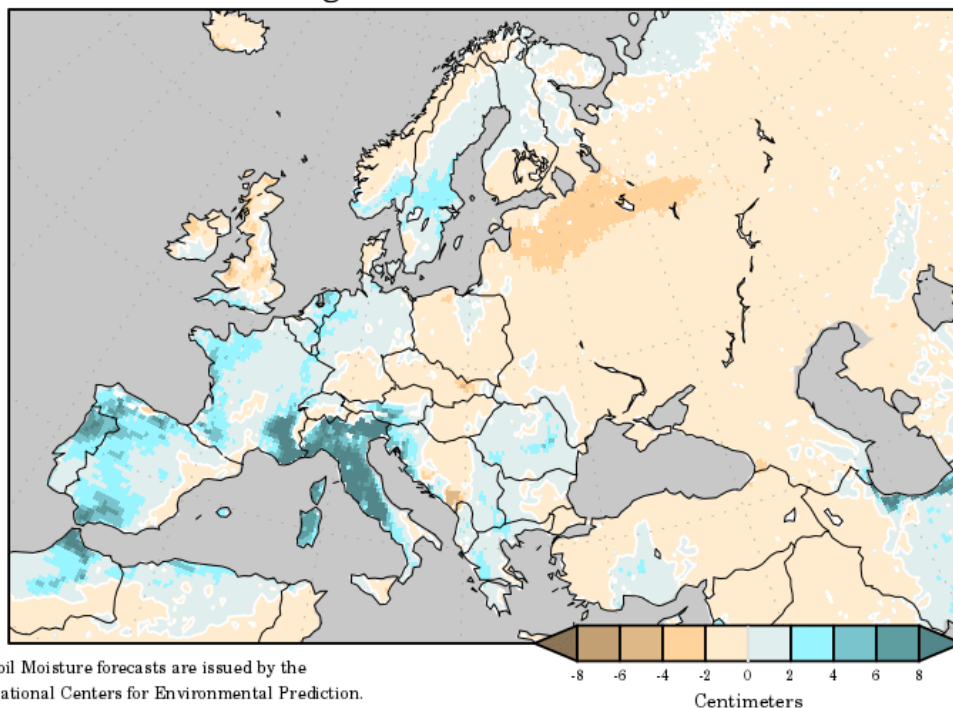 oil Moisture forecasts are issued by the
ational Centers for Environmental Prediction.
-8 -6 -4 -2 0 2 4 6 8
Centimeters